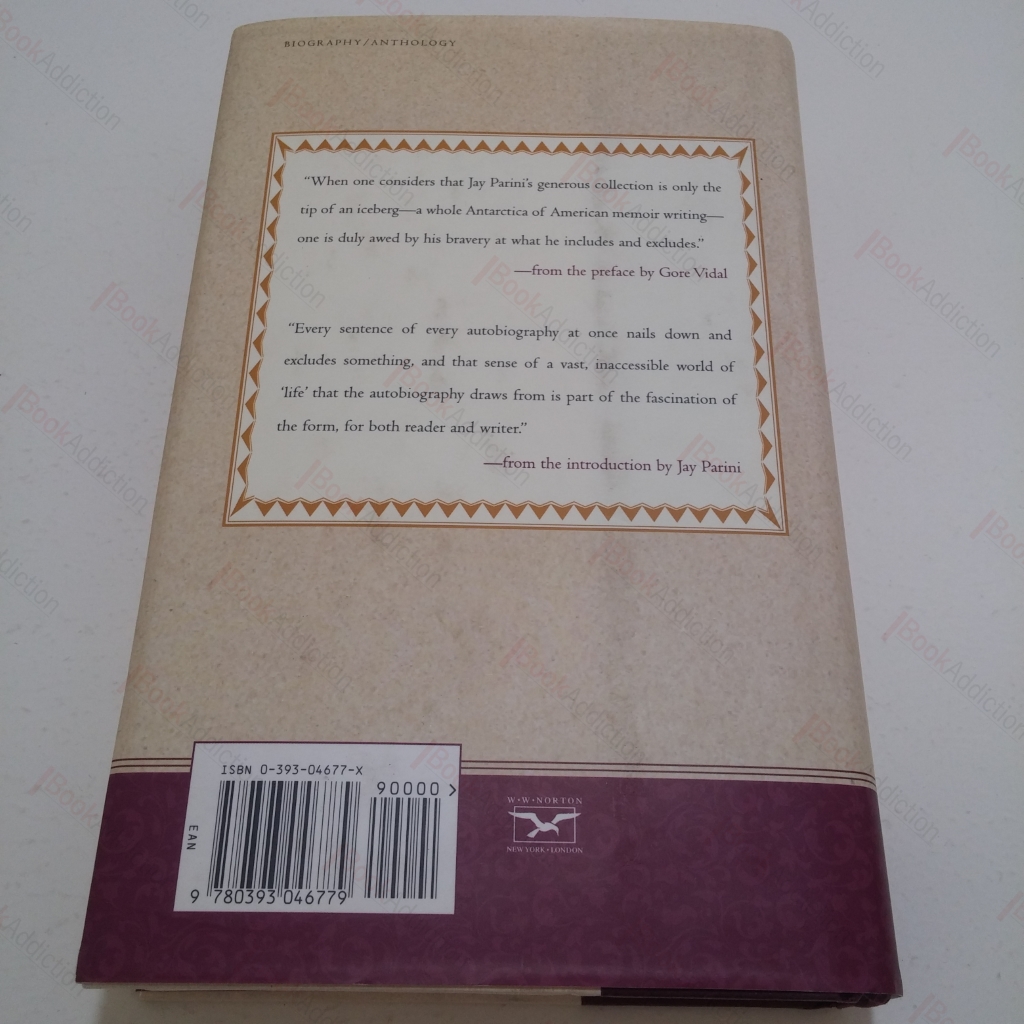 BIOGRAPHY/ANTHOLOGY
“When one considers that Jay Parini’s generous collection is only the
tip of an iceberg—a whole Antarctica of American memoir writing—
one is duly awed by his bravery at what he includes and excludes.”
—from the preface by Gore Vidal
“Every sentence of every autobiography at once nails down and
excludes something, and that sense of a vast, inaccessible world of
‘life’ that the autobiography draws from is part of the fascination of
the form, for both reader and writer.”
—from the introduction by Jay Parini
ISBN 0-393-04677-X
90000 >
EAN
9 780393 046779
W•W•NORTON
NEW YORK • LONDON
BookAddiction